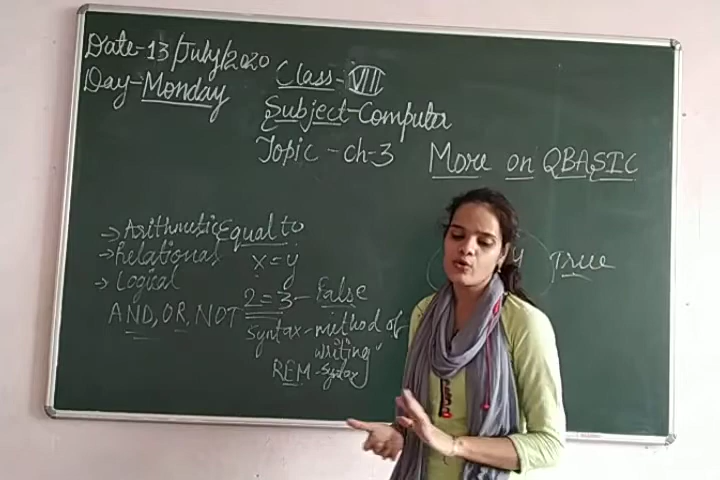 Date-13/July/2020
Day-Monday
Class-VII
Subject-Computer
Topic - Ch-3
More on QBASIC
→Arithmetic
→Relational
→Logical
AND, OR, NOT
Equal to
x=y
2=3-False
Syntax-method of
writing"
REM-Syntax
True